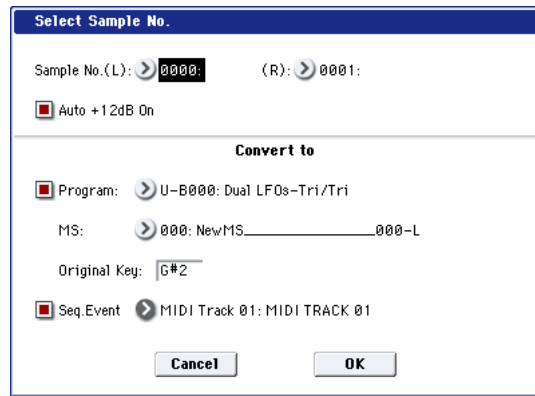 Select Sample No.
Sample No.(L): 0000: (R): 0001:
Auto +12dB On
Convert to
Program: U-B000: Dual LFOs-Tri/Tri
MS: 000: NewMS______________000-L
Original Key: G#2
Seq.Event MIDI Track 01: MIDI TRACK 01
Cancel OK